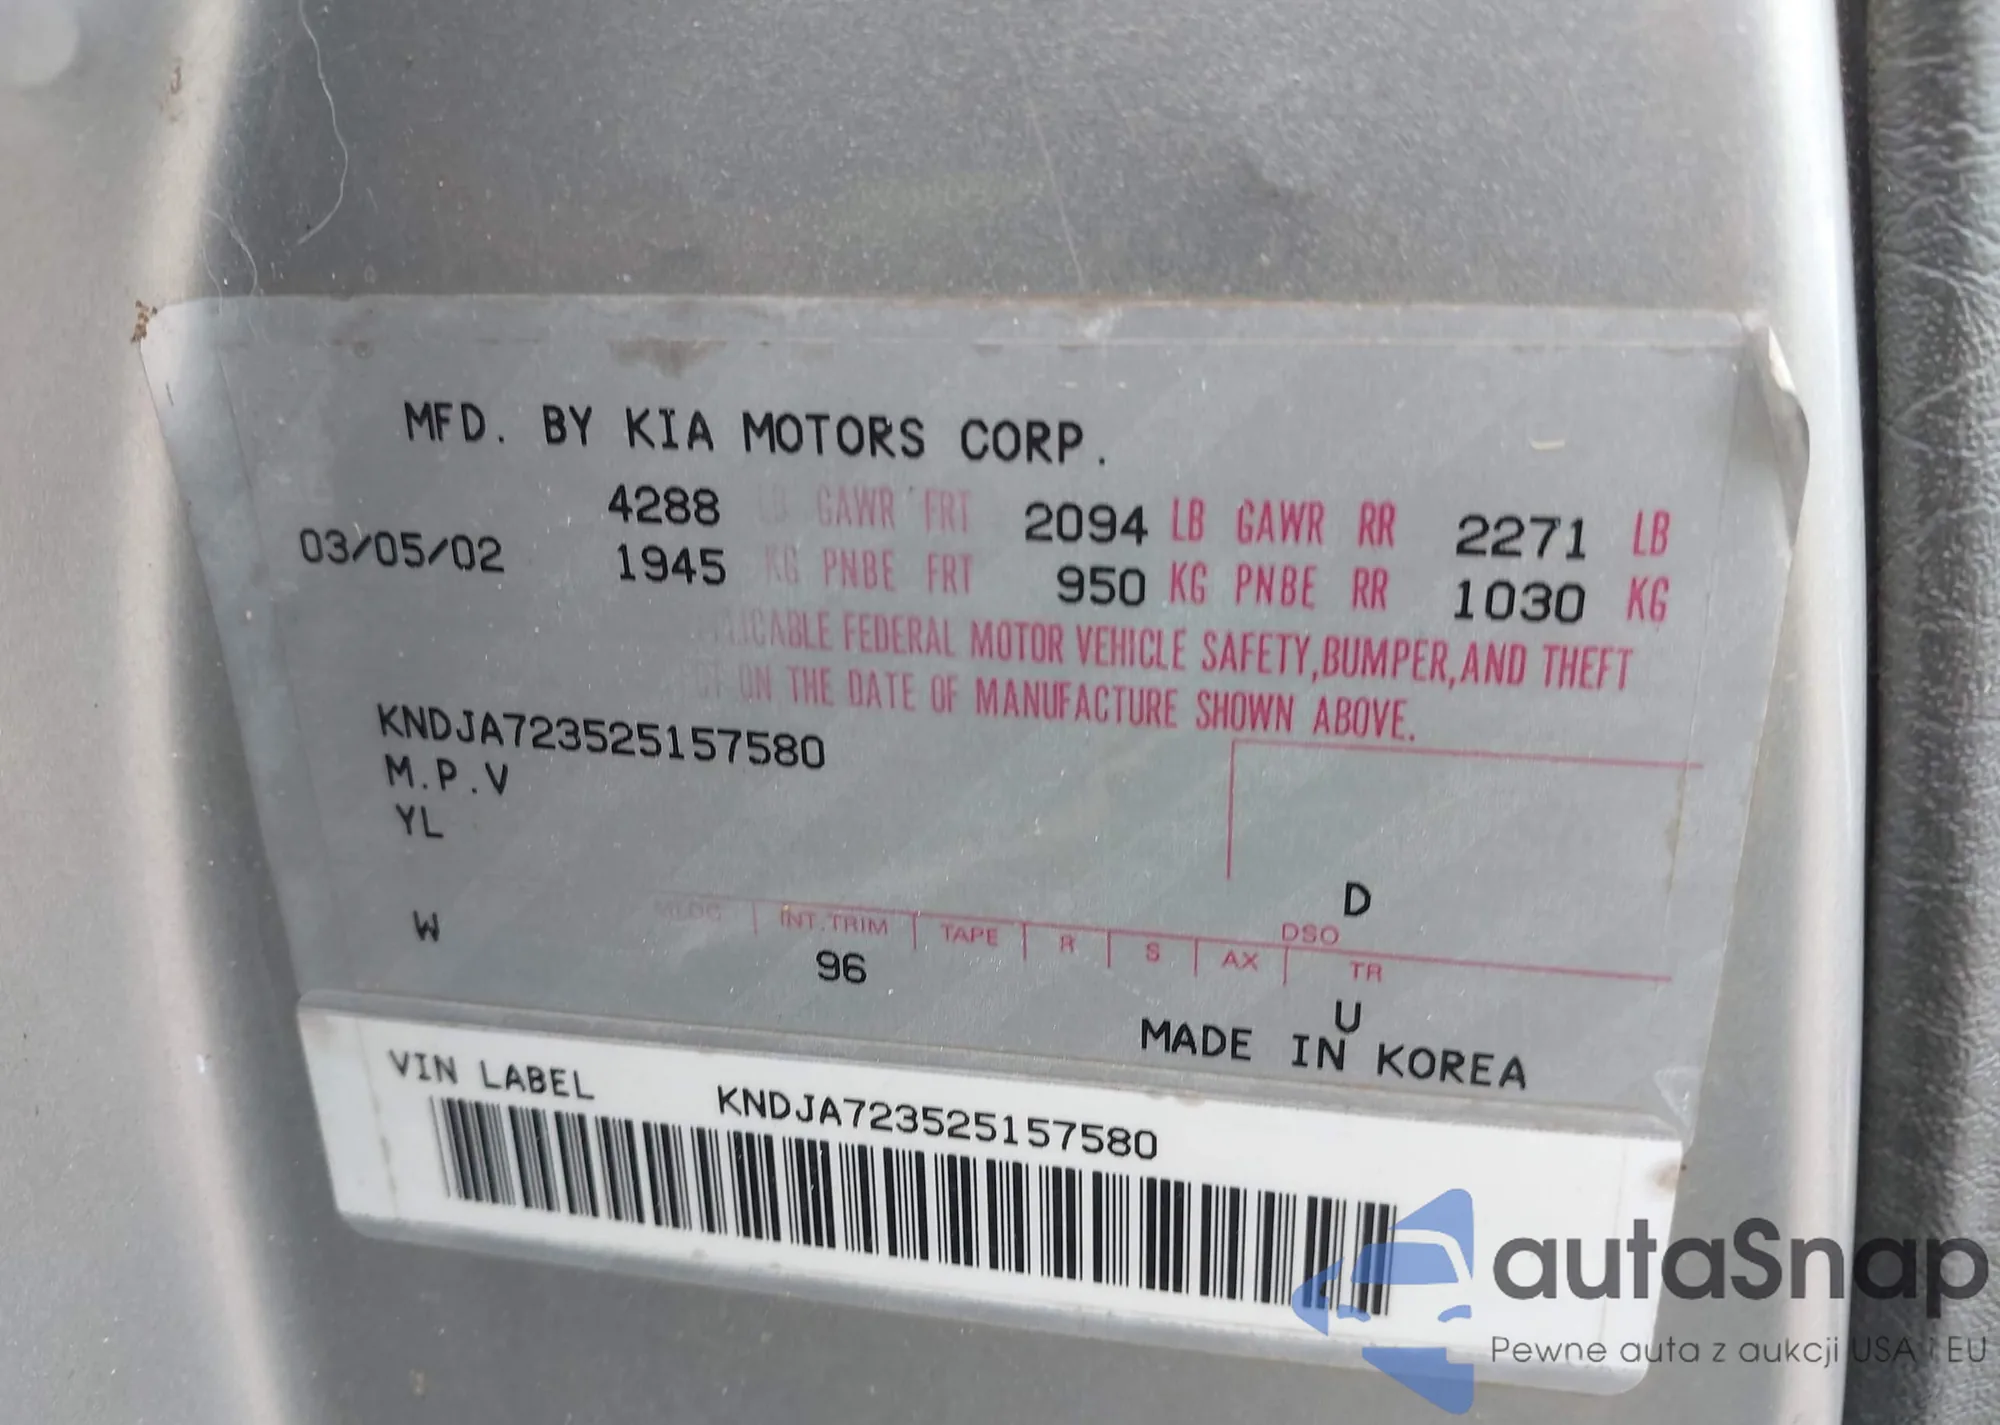 MFD. BY KIA MOTORS CORP.
4288 LB GAWR FRT 2094 LB GAWR RR 2271 LB
03/05/02 1945 KG PNBE FRT 950 KG PNBE RR 1030 KG
FEDERAL MOTOR VEHICLE SAFETY,BUMPER,AND THEFT
ON THE DATE OF MANUFACTURE SHOWN ABOVE.
KNDJA723525157580
M.P.V
YL
D
DSO
W
INT.TRIM TAPE R S AX TR
96
U
MADE IN KOREA
VIN LABEL KNDJA723525157580
autaSnap
Pewne auta z aukcji USA i EU